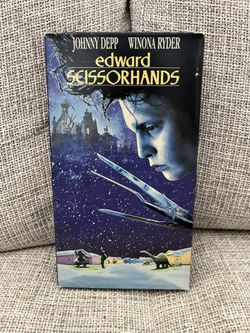 JOHNNY DEPP WINONA RYDER
edward
SCISSORHANDS